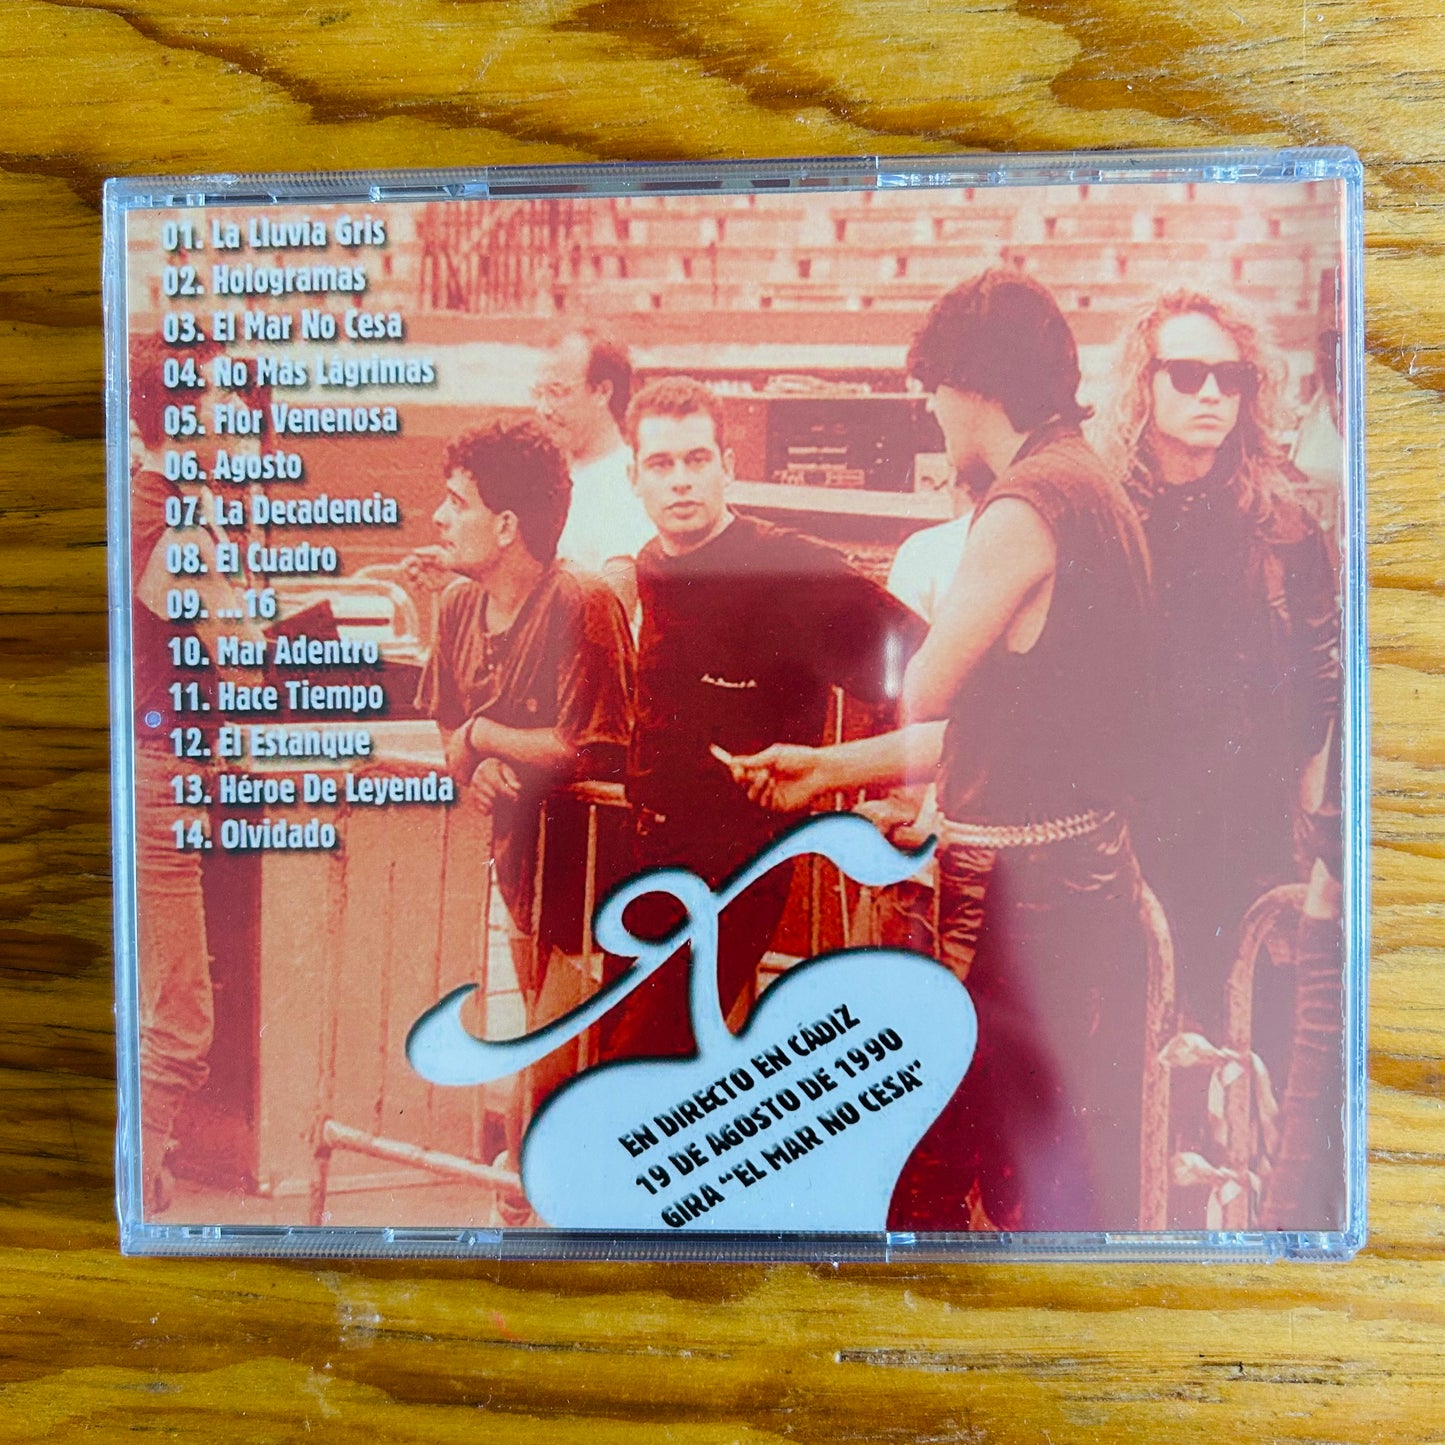 01. La Lluvia Gris
02. Hologramas
03. El Mar No Cesa
04. No Más Lágrimas
05. Flor Venenosa
06. Agosto
07. La Decadencia
08. El Cuadro
09. ...16
10. Mar Adentro
11. Hace Tiempo
12. El Estanque
13. Héroe De Leyenda
14. Olvidado
EN DIRECTO EN CÁDIZ
19 DE AGOSTO DE 1990
GIRA "EL MAR NO CESA"